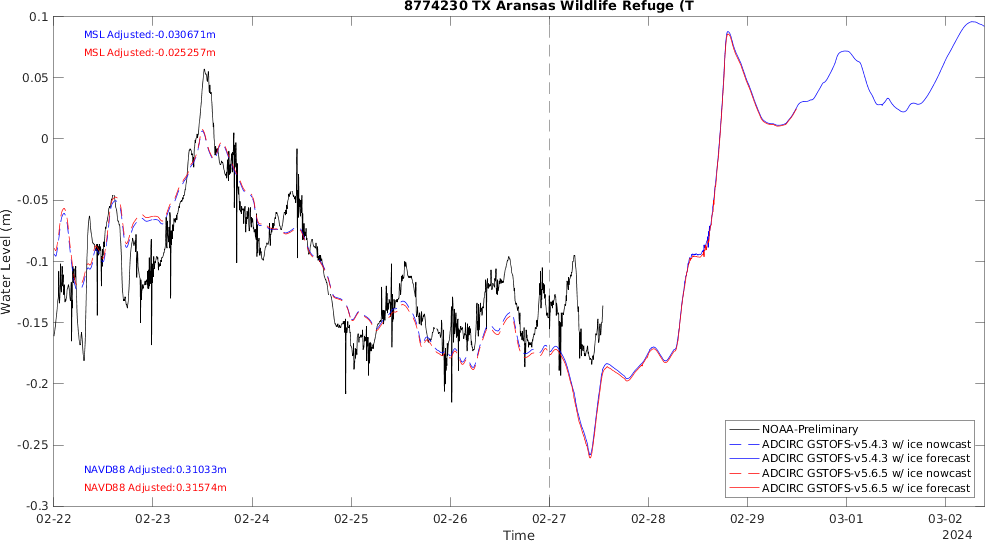 8774230 TX Aransas Wildlife Refuge (T
MSL Adjusted:-0.030671m
MSL Adjusted:-0.025257m
0.1
0.05
0
-0.05
-0.1
-0.15
-0.2
-0.25
-0.3
Water Level (m)
NAVD88 Adjusted:0.31033m
NAVD88 Adjusted:0.31574m
NOAA-Preliminary
ADCIRC GSTOFS-v5.4.3 w/ ice nowcast
ADCIRC GSTOFS-v5.4.3 w/ ice forecast
ADCIRC GSTOFS-v5.6.5 w/ ice nowcast
ADCIRC GSTOFS-v5.6.5 w/ ice forecast
02-22 02-23 02-24 02-25 02-26 02-27 02-28 02-29 03-01 03-02
Time
2024